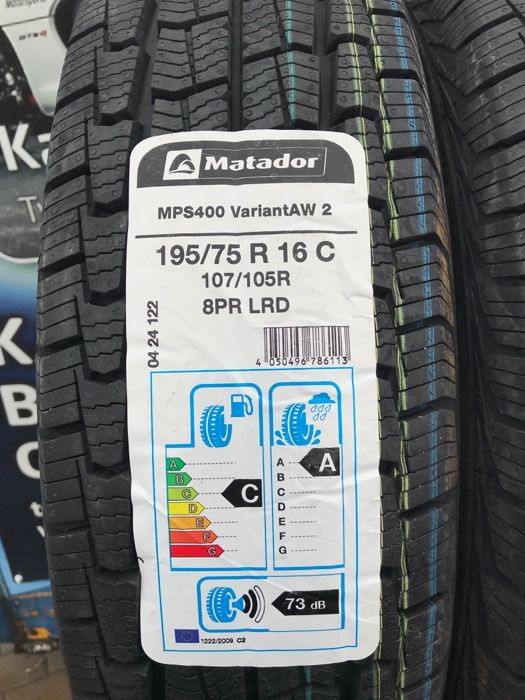 Matador
MPS400 VariantAW 2
195/75 R 16 C
107/105R
8PR LRD
04 24 122
4 050496 786113
A
B
C
D
E
F
G
C
A
B
C
D
E
F
G
A
73 dB
1222/2009 C2